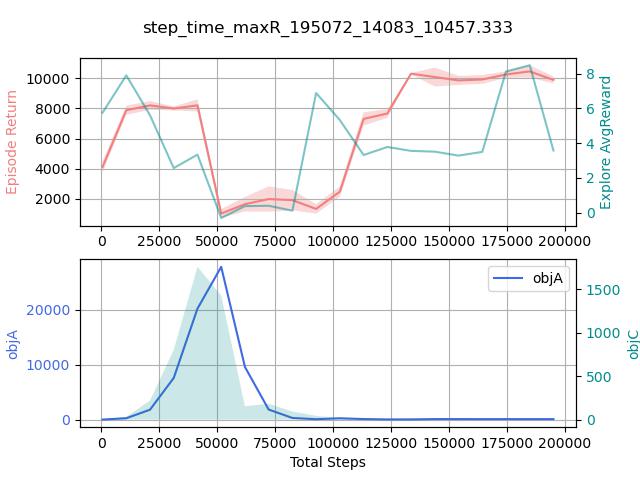 step_time_maxR_195072_14083_10457.333
10000
8000
6000
4000
2000
Episode Return
8
6
4
2
0
Explore AvgReward
0 25000 50000 75000 100000 125000 150000 175000 200000
20000
10000
0
objA
objA
1500
1000
500
0
objC
0 25000 50000 75000 100000 125000 150000 175000 200000
Total Steps